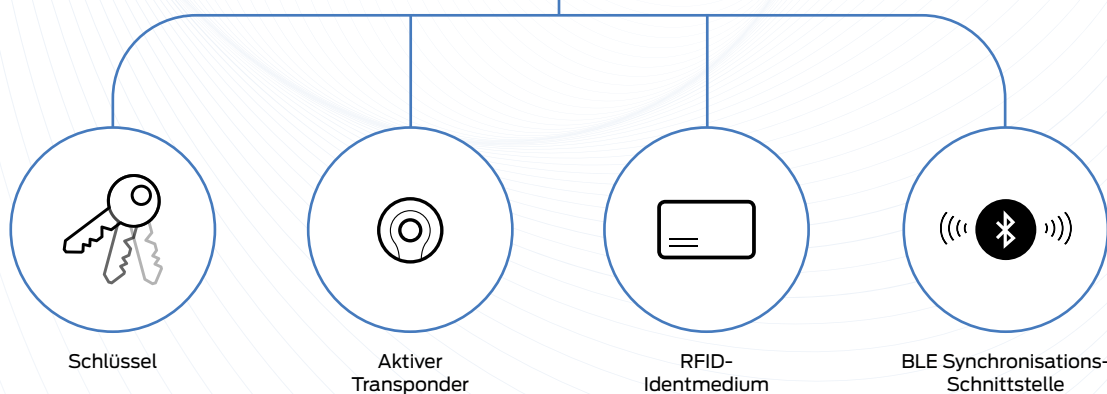 Schlüssel
Aktiver
Transponder
RFID-
Identmedium
BLE Synchronisations-
Schnittstelle